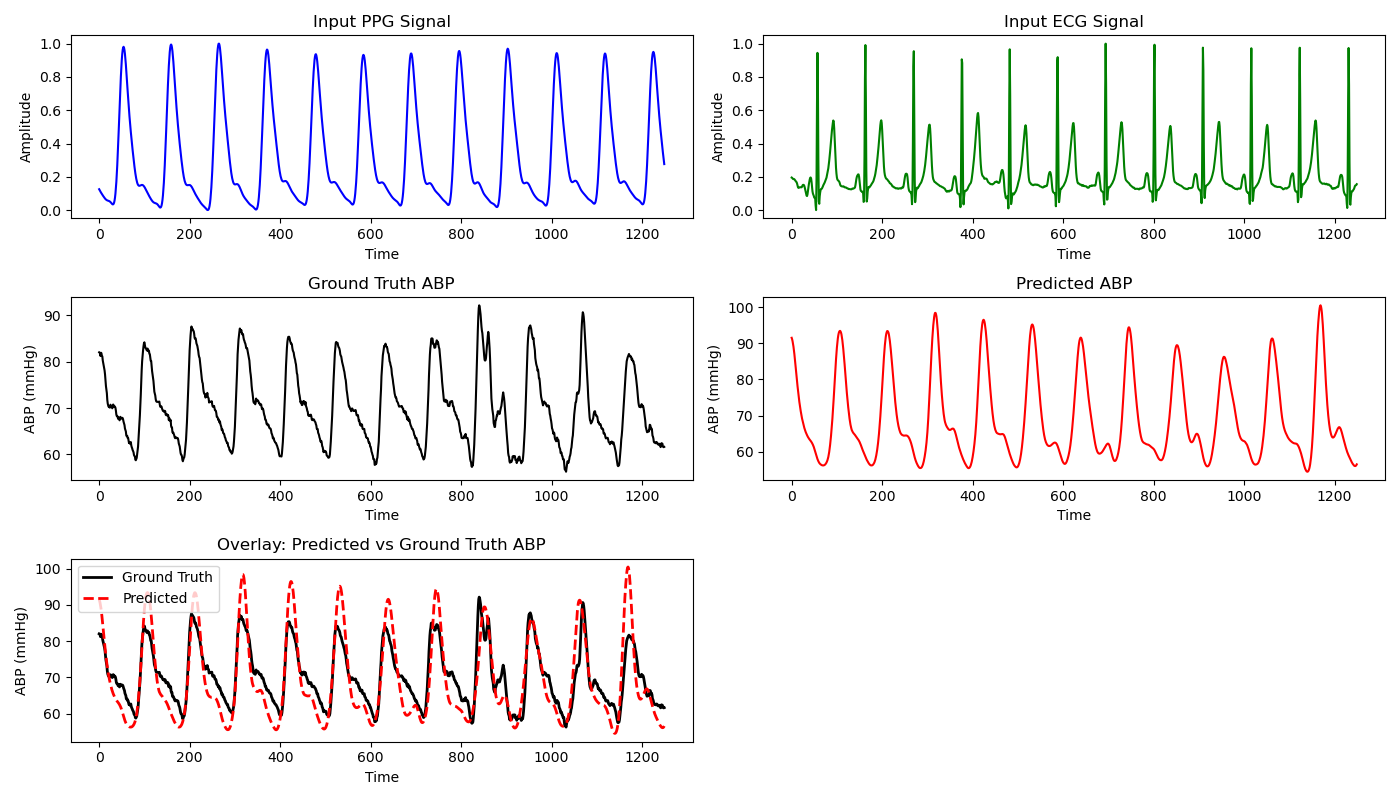 Input PPG Signal
Amplitude
1.0
0.8
0.6
0.4
0.2
0.0
0 200 400 600 800 1000 1200
Time
Input ECG Signal
Amplitude
1.0
0.8
0.6
0.4
0.2
0.0
0 200 400 600 800 1000 1200
Time
Ground Truth ABP
ABP (mmHg)
90
80
70
60
0 200 400 600 800 1000 1200
Time
Predicted ABP
ABP (mmHg)
100
90
80
70
60
0 200 400 600 800 1000 1200
Time
Overlay: Predicted vs Ground Truth ABP
Ground Truth
Predicted
ABP (mmHg)
100
90
80
70
60
0 200 400 600 800 1000 1200
Time